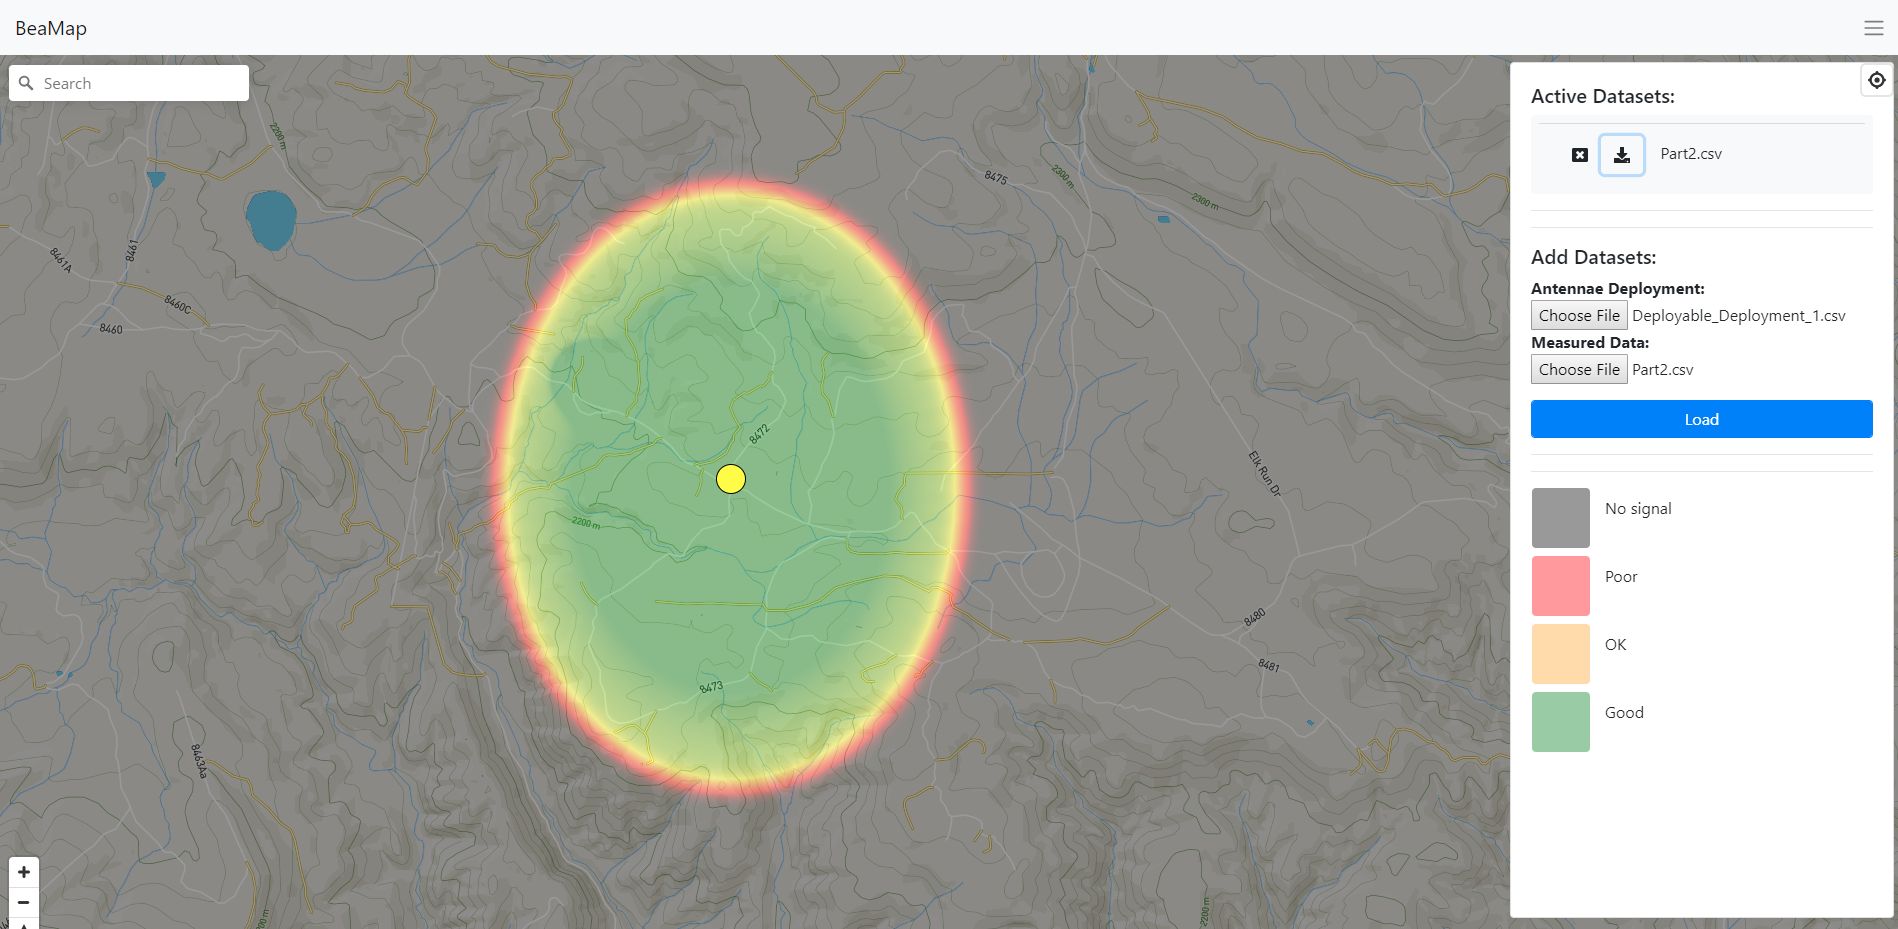 BeaMap
Search
Active Datasets:
Part2.csv
Add Datasets:
Antennae Deployment:
Choose File Deployable_Deployment_1.csv
Measured Data:
Choose File Part2.csv
Load
No signal
Poor
OK
Good
2200 m
8475
2300 m
2300 m
8461
8461A
8460C
8460
8472
Elk Run Dr
2200 m
8480
8481
8473
8463Aa
2200 m